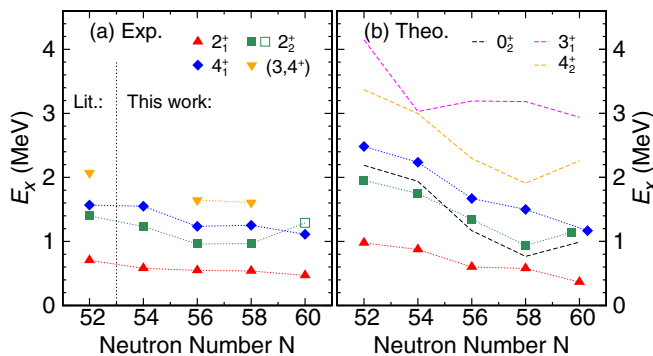 (a) Exp.
2₁⁺
2₂⁺
4₁⁺
(3,4⁺)
Lit.:
This work:
Eₓ (MeV)
4
3
2
1
0
52 54 56 58 60
Neutron Number N
(b) Theo.
0₂⁺
3₁⁺
4₂⁺
Eₓ (MeV)
4
3
2
1
0
52 54 56 58 60
Neutron Number N